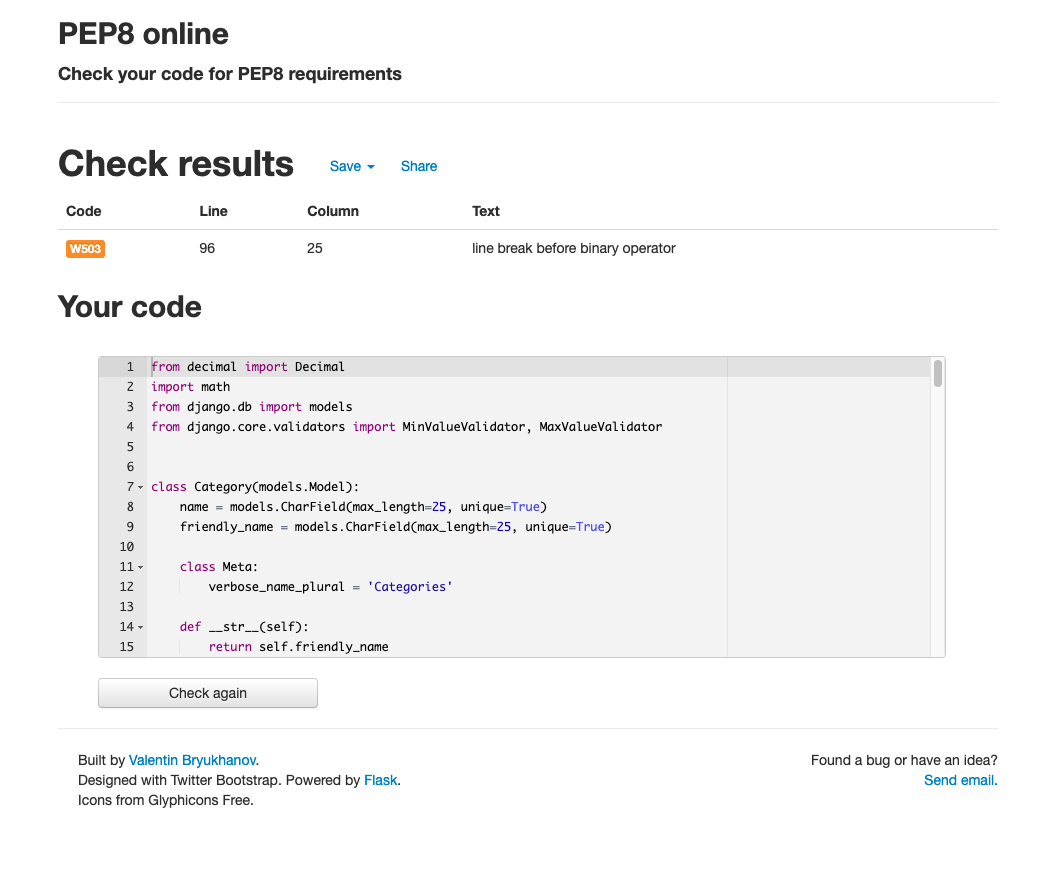 PEP8 online
Check your code for PEP8 requirements
Check results Save Share
Code Line Column Text
W503 96 25 line break before binary operator
Your code
1 from decimal import Decimal
2 import math
3 from django.db import models
4 from django.core.validators import MinValueValidator, MaxValueValidator
5
6
7 class Category(models.Model):
8     name = models.CharField(max_length=25, unique=True)
9     friendly_name = models.CharField(max_length=25, unique=True)
10
11     class Meta:
12         verbose_name_plural = 'Categories'
13
14     def __str__(self):
15         return self.friendly_name
Check again
Built by Valentin Bryukhanov. Found a bug or have an idea?
Designed with Twitter Bootstrap. Powered by Flask. Send email.
Icons from Glyphicons Free.